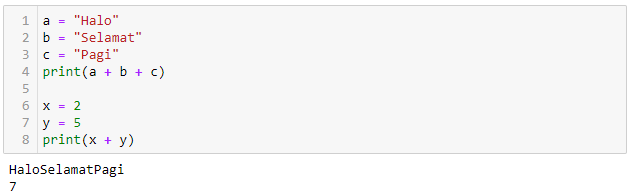 1 a = "Halo"
2 b = "Selamat"
3 c = "Pagi"
4 print(a + b + c)
5
6 x = 2
7 y = 5
8 print(x + y)
HaloSelamatPagi
7